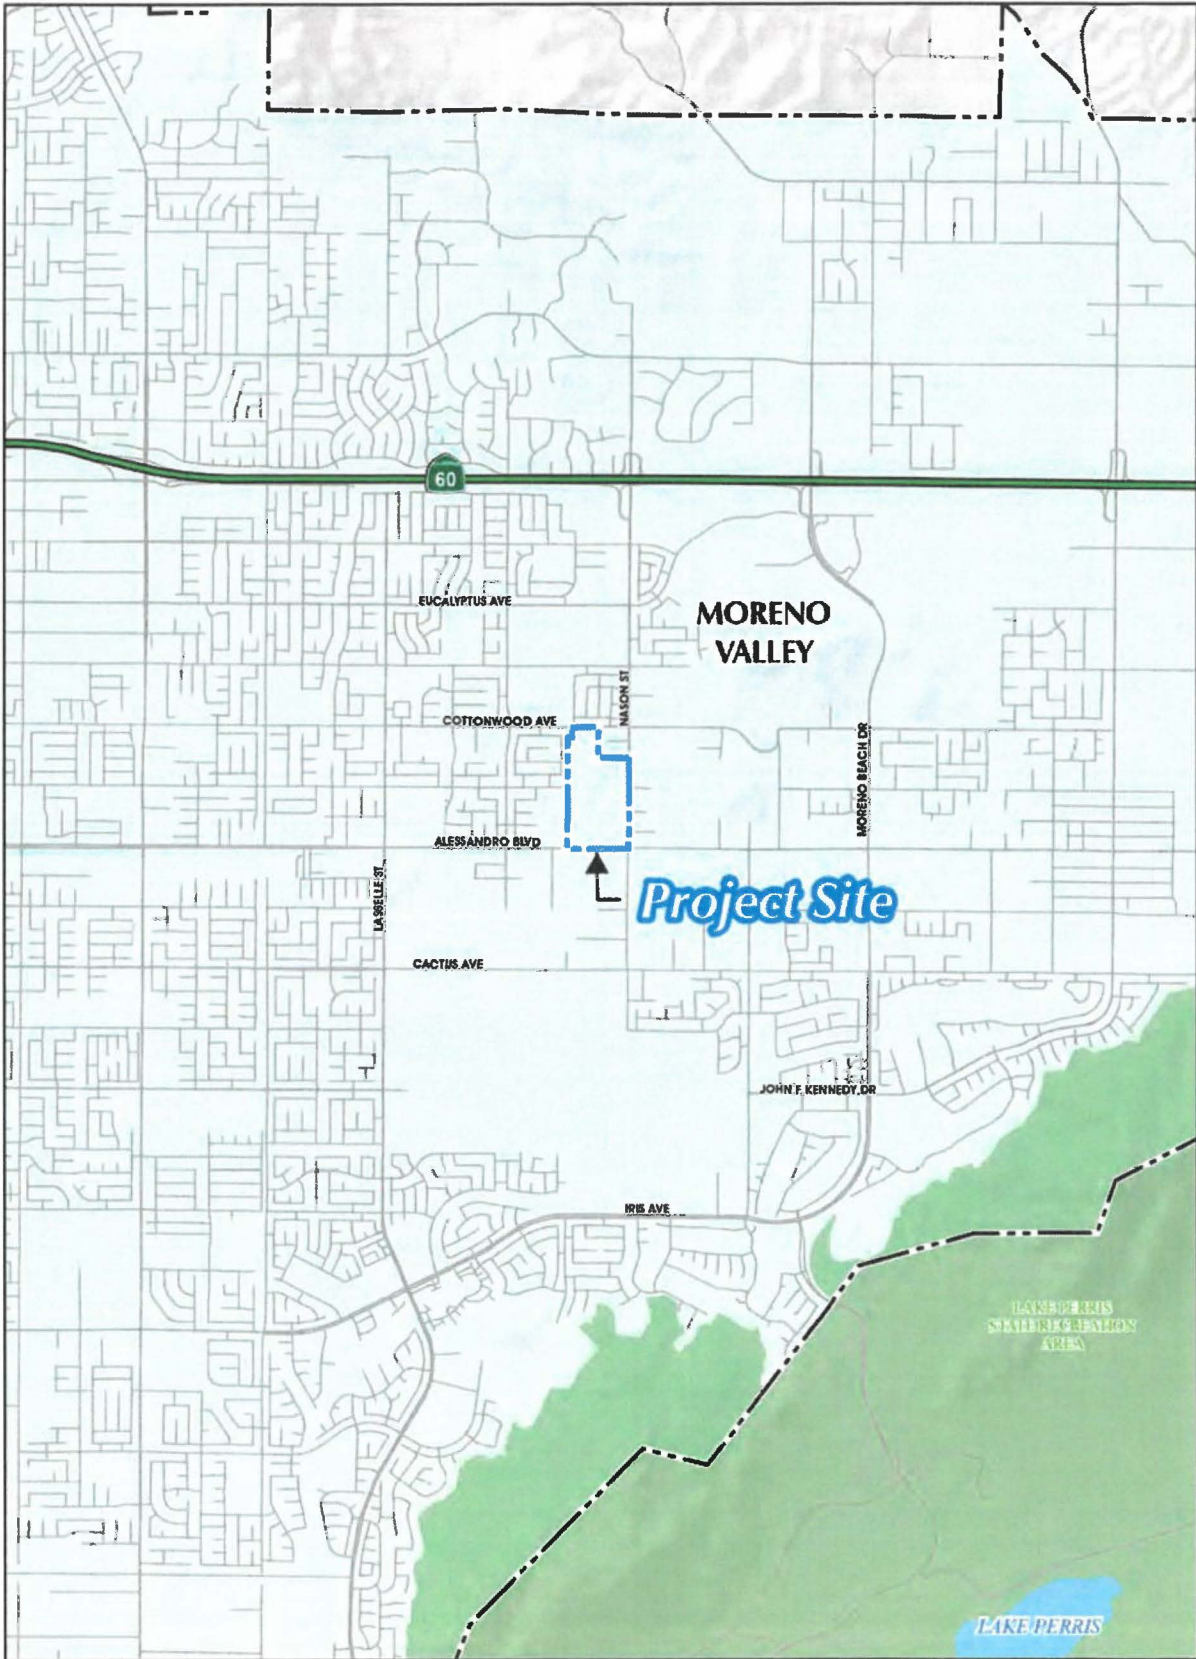 60
EUCALYPTUS AVE
MORENO
VALLEY
NASON ST
COTTONWOOD AVE
MORENO BEACH DR
ALESSANDRO BLVD
LASSELLE ST
Project Site
CACTUS AVE
JOHN F. KENNEDY DR
IRIS AVE
LAKE PERRIS
STATE RECREATION
AREA
LAKE PERRIS